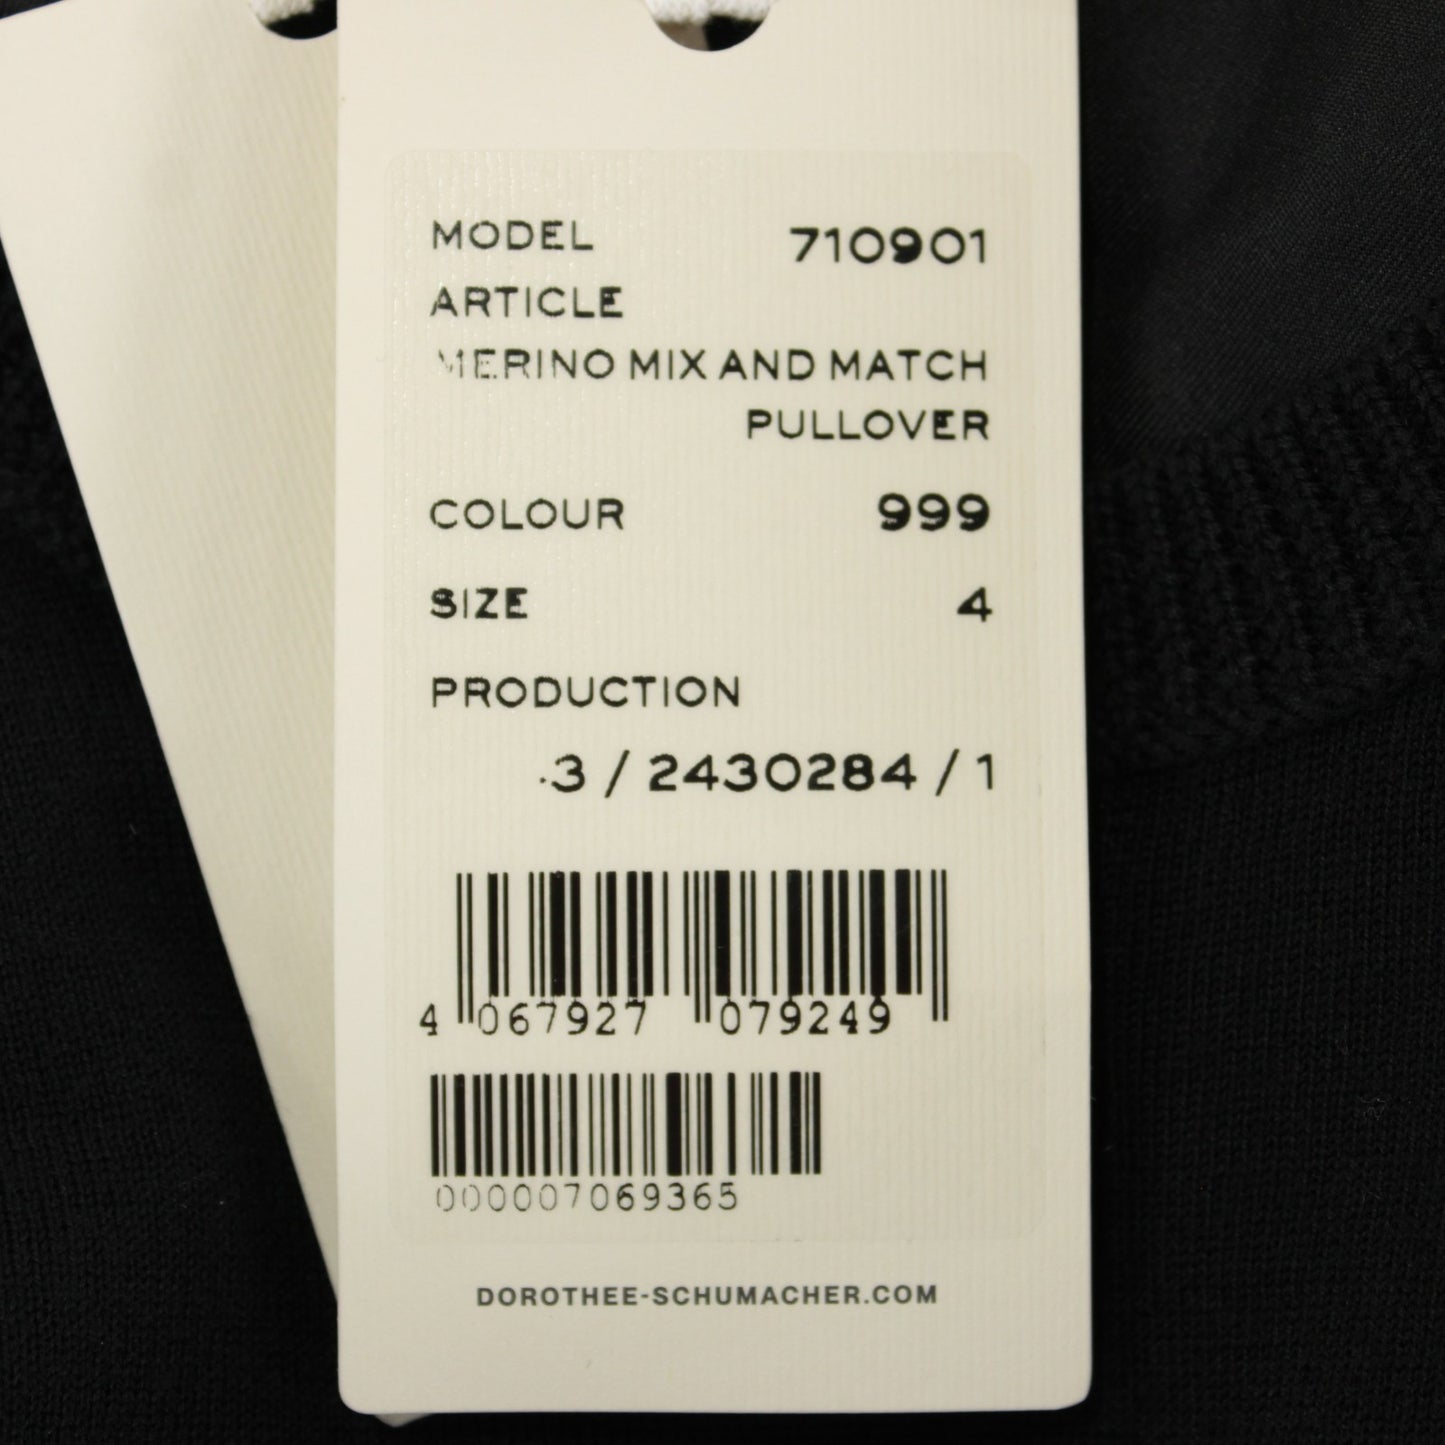 MODEL 710901
ARTICLE
MERINO MIX AND MATCH
PULLOVER
COLOUR 999
SIZE 4
PRODUCTION
.3 / 2430284 / 1
4 067927 079249
000007069365
DOROTHEE-SCHUMACHER.COM